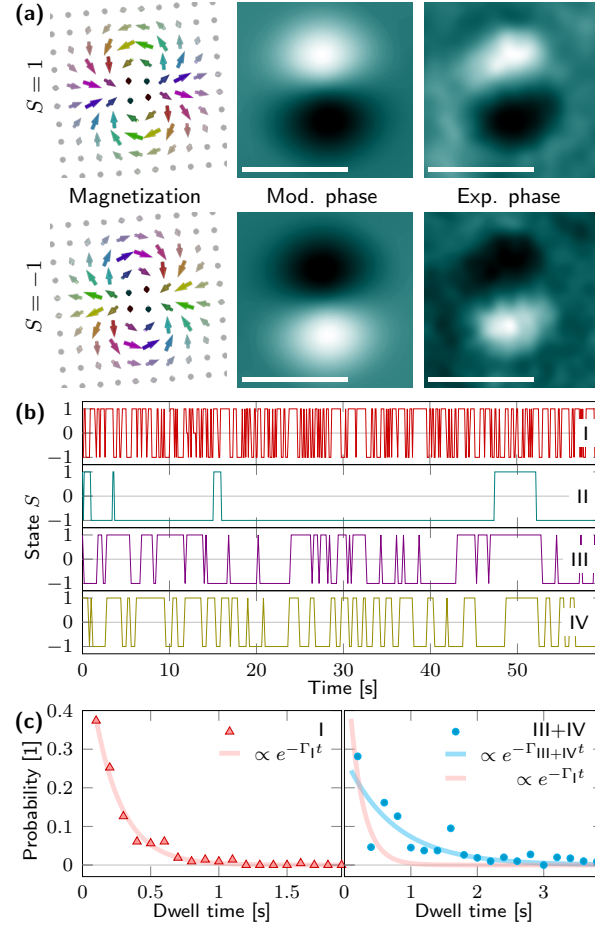 (a)
S = 1
Magnetization Mod. phase Exp. phase
S = −1
(b)
State S
1
0
−1
I
1
0
−1
II
1
0
−1
III
1
0
−1
IV
0 10 20 30 40 50
Time [s]
(c)
Probability [1]
0.4
0.3
0.2
0.1
0
I
∝ e^{−Γ_I t}
0 0.5 1 1.5
Dwell time [s]
III+IV
∝ e^{−Γ_{III+IV} t}
∝ e^{−Γ_I t}
0 2
Dwell time [s]